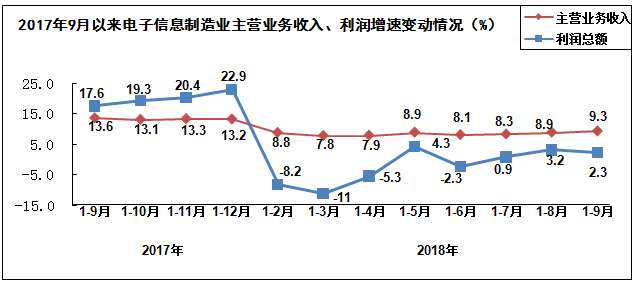 2017年9月以来电子信息制造业主营业务收入、利润增速变动情况（%）
主营业务收入
利润总额
25.0
15.0
5.0
-5.0
-15.0
17.6 19.3 20.4 22.9 -8.2 -11 -5.3 4.3 -2.3 0.9 3.2 2.3
13.6 13.1 13.3 13.2 8.8 7.8 7.9 8.9 8.1 8.3 8.9 9.3
1-9月 1-10月 1-11月 1-12月 1-2月 1-3月 1-4月 1-5月 1-6月 1-7月 1-8月 1-9月
2017年 2018年